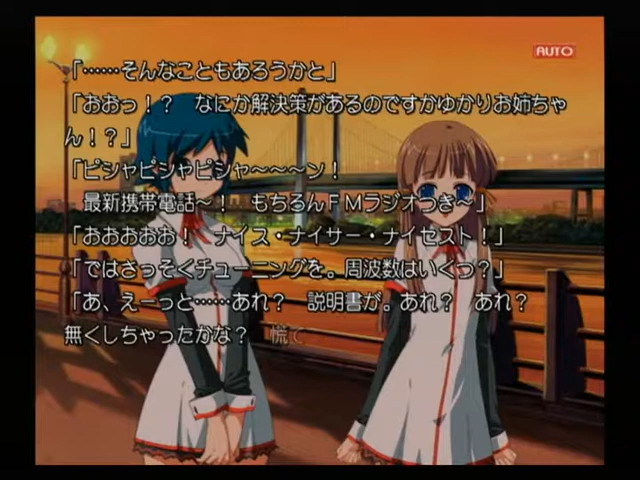 AUTO
「……そんなこともあろうかと」
「おおっ！？　なにか解決策があるのですかゆかりお姉ちゃ
ん！？」
「ピシャピシャピシャ〜〜〜ン！
　最新携帯電話〜！　もちろんＦＭラジオつき〜」
「おおおおお！　ナイス・ナイサー・ナイセスト！」
「ではさっそくチューニングを。周波数はいくつ？」
「あ、えーっと……あれ？　説明書が。あれ？　あれ？
無くしちゃったかな？　慌て